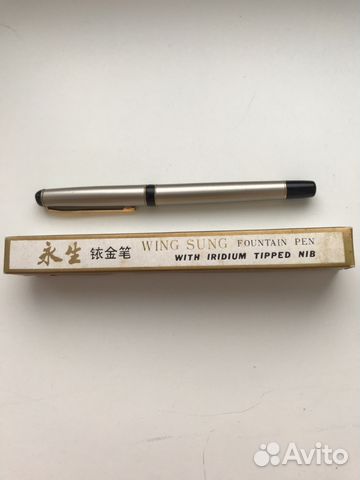 永生 铱金笔 WING SUNG FOUNTAIN PEN
WITH IRIDIUM TIPPED NIB
Avito